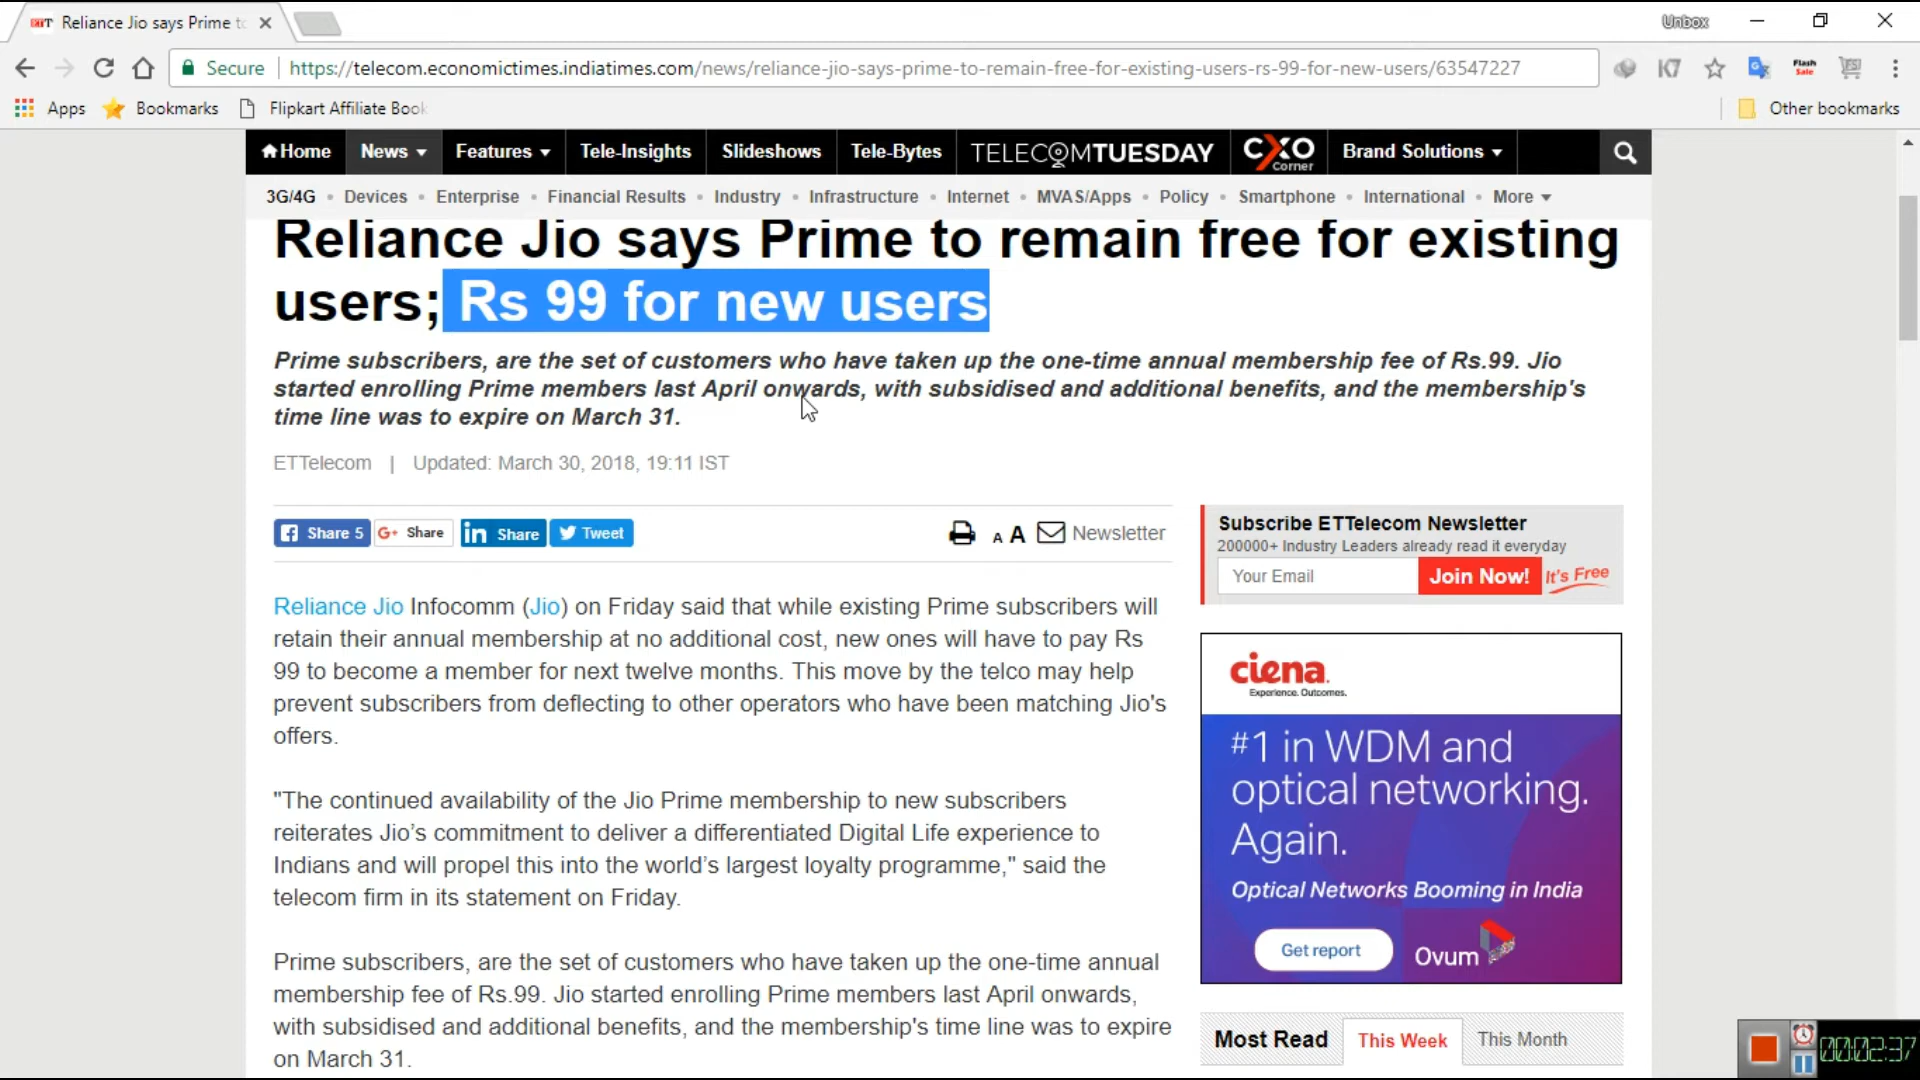 Reliance Jio says Prime to
Unbox
Secure
https://telecom.economictimes.indiatimes.com/news/reliance-jio-says-prime-to-remain-free-for-existing-users-rs-99-for-new-users/63547227
K7
Flash
Sale
Apps
Bookmarks
Flipkart Affiliate Book
Other bookmarks
Home
News
Features
Tele-Insights
Slideshows
Tele-Bytes
TELECOMTUESDAY
CXO
Corner
Brand Solutions
3G/4G • Devices • Enterprise • Financial Results • Industry • Infrastructure • Internet • MVAS/Apps • Policy • Smartphone • International • More
Reliance Jio says Prime to remain free for existing
users; Rs 99 for new users
Prime subscribers, are the set of customers who have taken up the one-time annual membership fee of Rs.99. Jio
started enrolling Prime members last April onwards, with subsidised and additional benefits, and the membership's
time line was to expire on March 31.
ETTelecom | Updated: March 30, 2018, 19:11 IST
Share 5
G+ Share
in Share
Tweet
A A
Newsletter
Subscribe ETTelecom Newsletter
200000+ Industry Leaders already read it everyday
Your Email
Join Now!
It's Free
Reliance Jio Infocomm (Jio) on Friday said that while existing Prime subscribers will
retain their annual membership at no additional cost, new ones will have to pay Rs
99 to become a member for next twelve months. This move by the telco may help
prevent subscribers from deflecting to other operators who have been matching Jio's
offers.
"The continued availability of the Jio Prime membership to new subscribers
reiterates Jio's commitment to deliver a differentiated Digital Life experience to
Indians and will propel this into the world's largest loyalty programme," said the
telecom firm in its statement on Friday.
Prime subscribers, are the set of customers who have taken up the one-time annual
membership fee of Rs.99. Jio started enrolling Prime members last April onwards,
with subsidised and additional benefits, and the membership's time line was to expire
on March 31.
ciena.
Experience. Outcomes.
#1 in WDM and
optical networking.
Again.
Optical Networks Booming in India
Get report
Ovum
Most Read
This Week
This Month
00:02:37